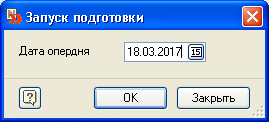 Запуск подготовки
Дата опердня 18.03.2017 15
? OK Закрыть